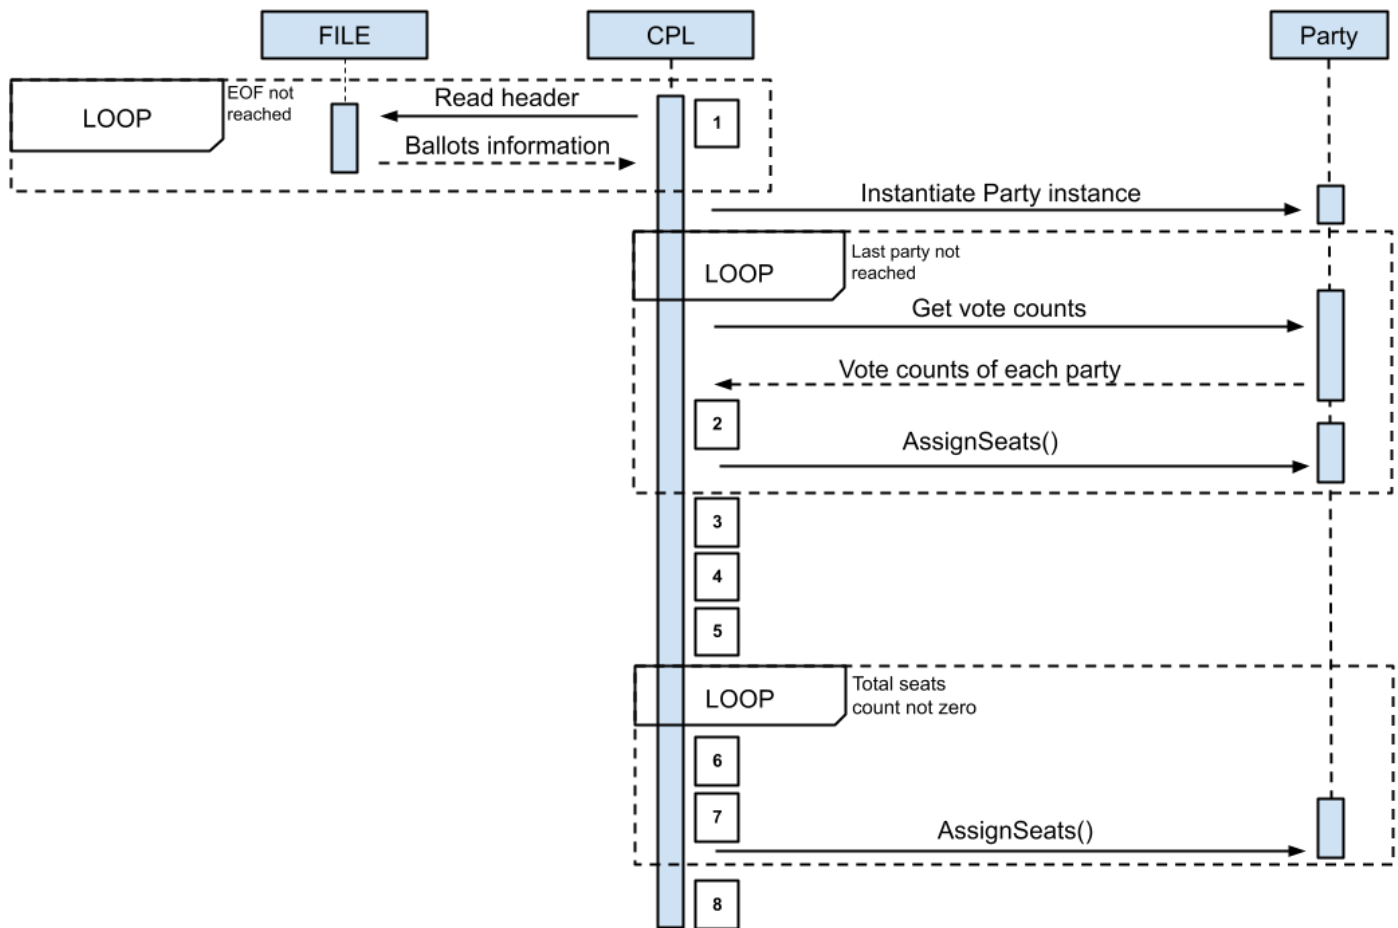 FILE
CPL
Party
LOOP
EOF not
reached
Read header
1
Ballots information
Instantiate Party instance
LOOP
Last party not
reached
Get vote counts
Vote counts of each party
2
AssignSeats()
3
4
5
LOOP
Total seats
count not zero
6
7
AssignSeats()
8